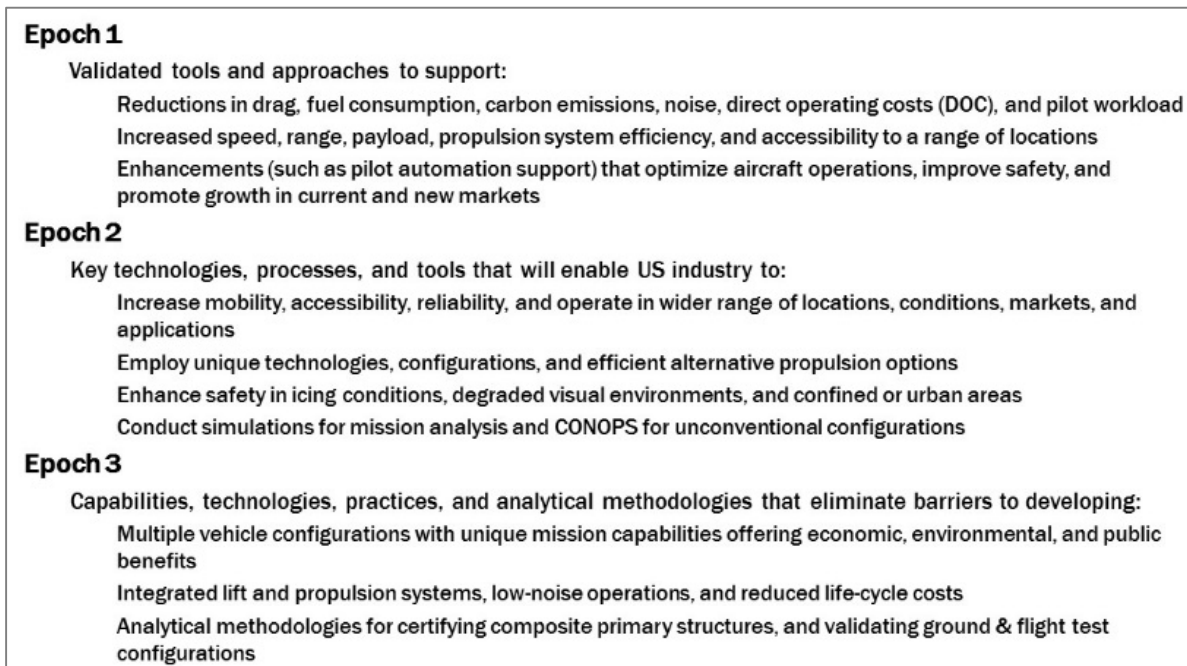 Epoch 1
Validated tools and approaches to support:
Reductions in drag, fuel consumption, carbon emissions, noise, direct operating costs (DOC), and pilot workload
Increased speed, range, payload, propulsion system efficiency, and accessibility to a range of locations
Enhancements (such as pilot automation support) that optimize aircraft operations, improve safety, and
promote growth in current and new markets
Epoch 2
Key technologies, processes, and tools that will enable US industry to:
Increase mobility, accessibility, reliability, and operate in wider range of locations, conditions, markets, and
applications
Employ unique technologies, configurations, and efficient alternative propulsion options
Enhance safety in icing conditions, degraded visual environments, and confined or urban areas
Conduct simulations for mission analysis and CONOPS for unconventional configurations
Epoch 3
Capabilities, technologies, practices, and analytical methodologies that eliminate barriers to developing:
Multiple vehicle configurations with unique mission capabilities offering economic, environmental, and public
benefits
Integrated lift and propulsion systems, low-noise operations, and reduced life-cycle costs
Analytical methodologies for certifying composite primary structures, and validating ground & flight test
configurations